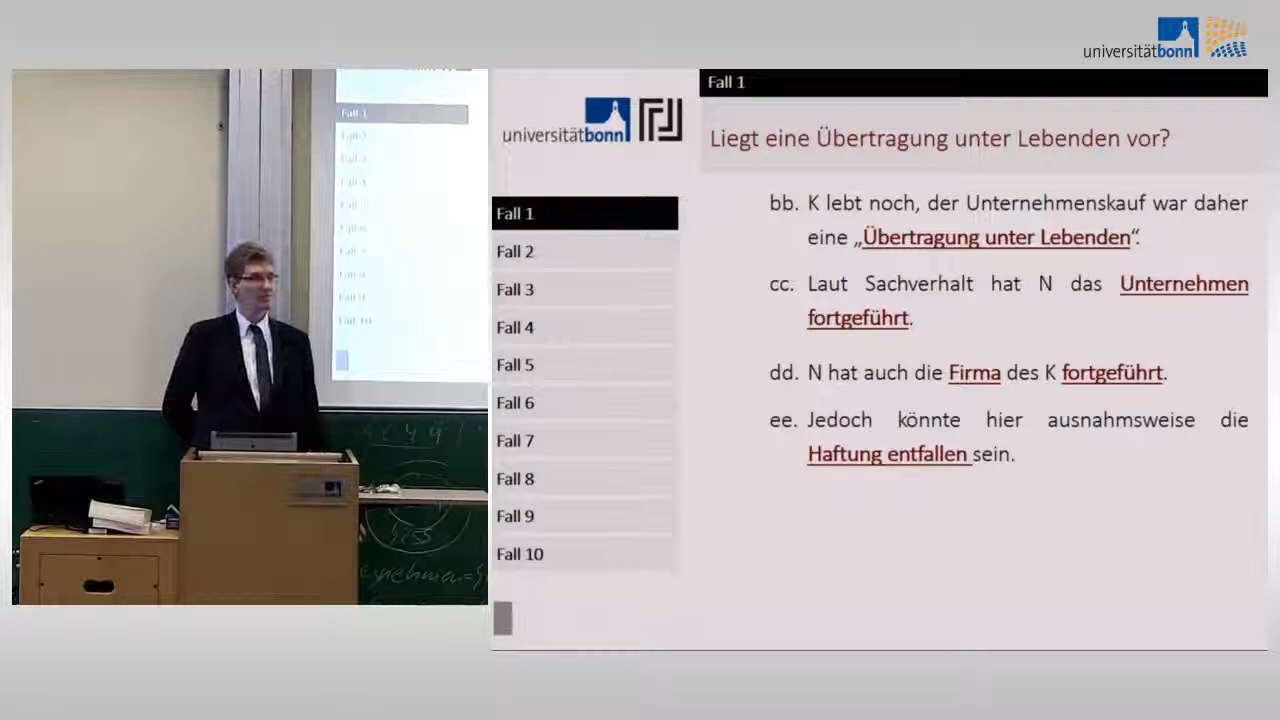 universitätbonn
Fall 1
Fall 1
universitätbonn
Liegt eine Übertragung unter Lebenden vor?
bb. K lebt noch, der Unternehmenskauf war daher
eine „Übertragung unter Lebenden“.
cc. Laut Sachverhalt hat N das Unternehmen
fortgeführt.
dd. N hat auch die Firma des K fortgeführt.
ee. Jedoch könnte hier ausnahmsweise die
Haftung entfallen sein.
Fall 1
Fall 2
Fall 3
Fall 4
Fall 5
Fall 6
Fall 7
Fall 8
Fall 9
Fall 10